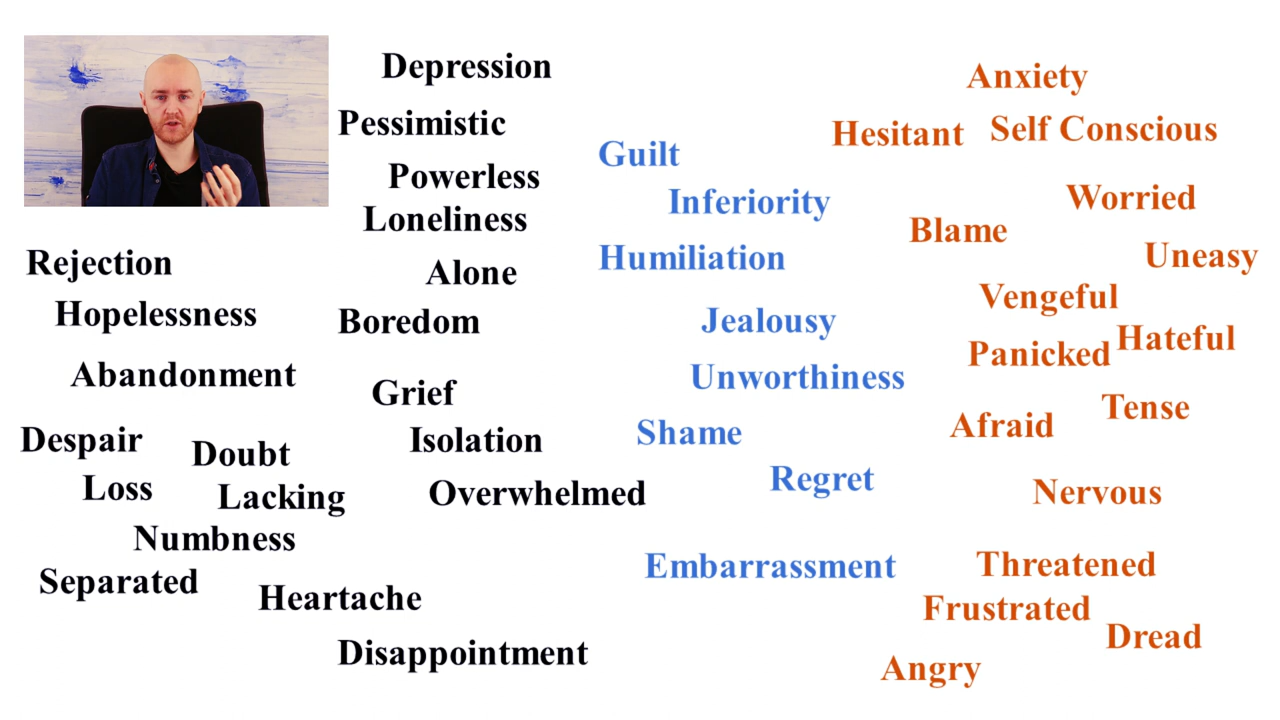 Depression
Pessimistic
Powerless
Loneliness
Rejection
Alone
Hopelessness
Boredom
Abandonment
Grief
Despair
Doubt
Isolation
Loss
Lacking
Overwhelmed
Numbness
Separated
Heartache
Disappointment
Guilt
Inferiority
Humiliation
Jealousy
Unworthiness
Shame
Regret
Embarrassment
Anxiety
Hesitant
Self Conscious
Worried
Blame
Uneasy
Vengeful
Hateful
Panicked
Tense
Afraid
Nervous
Threatened
Frustrated
Dread
Angry